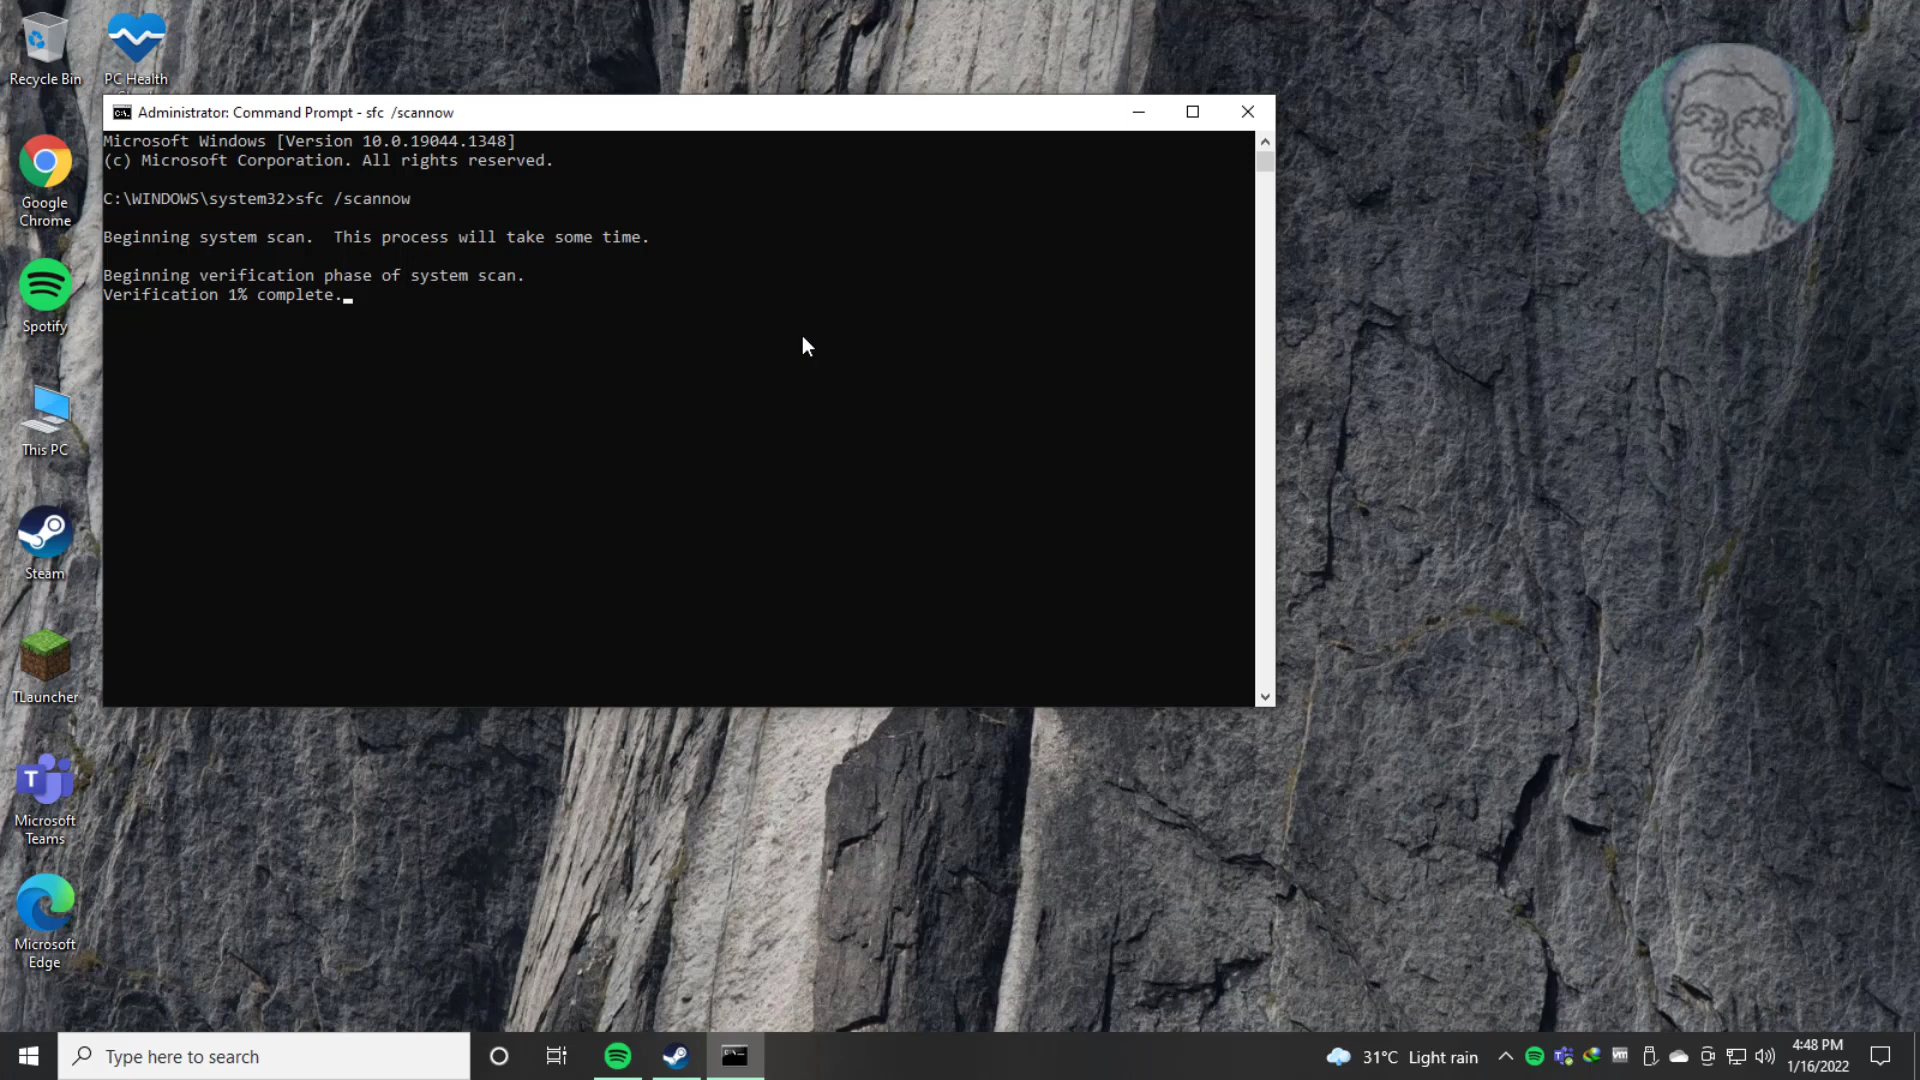 Recycle Bin
PC Health
Google
Chrome
Spotify
This PC
Steam
TLauncher
Microsoft
Teams
Microsoft
Edge
Administrator: Command Prompt - sfc /scannow
Microsoft Windows [Version 10.0.19044.1348]
(c) Microsoft Corporation. All rights reserved.
C:\WINDOWS\system32>sfc /scannow
Beginning system scan.  This process will take some time.
Beginning verification phase of system scan.
Verification 1% complete.
Type here to search
31°C Light rain
4:48 PM
1/16/2022